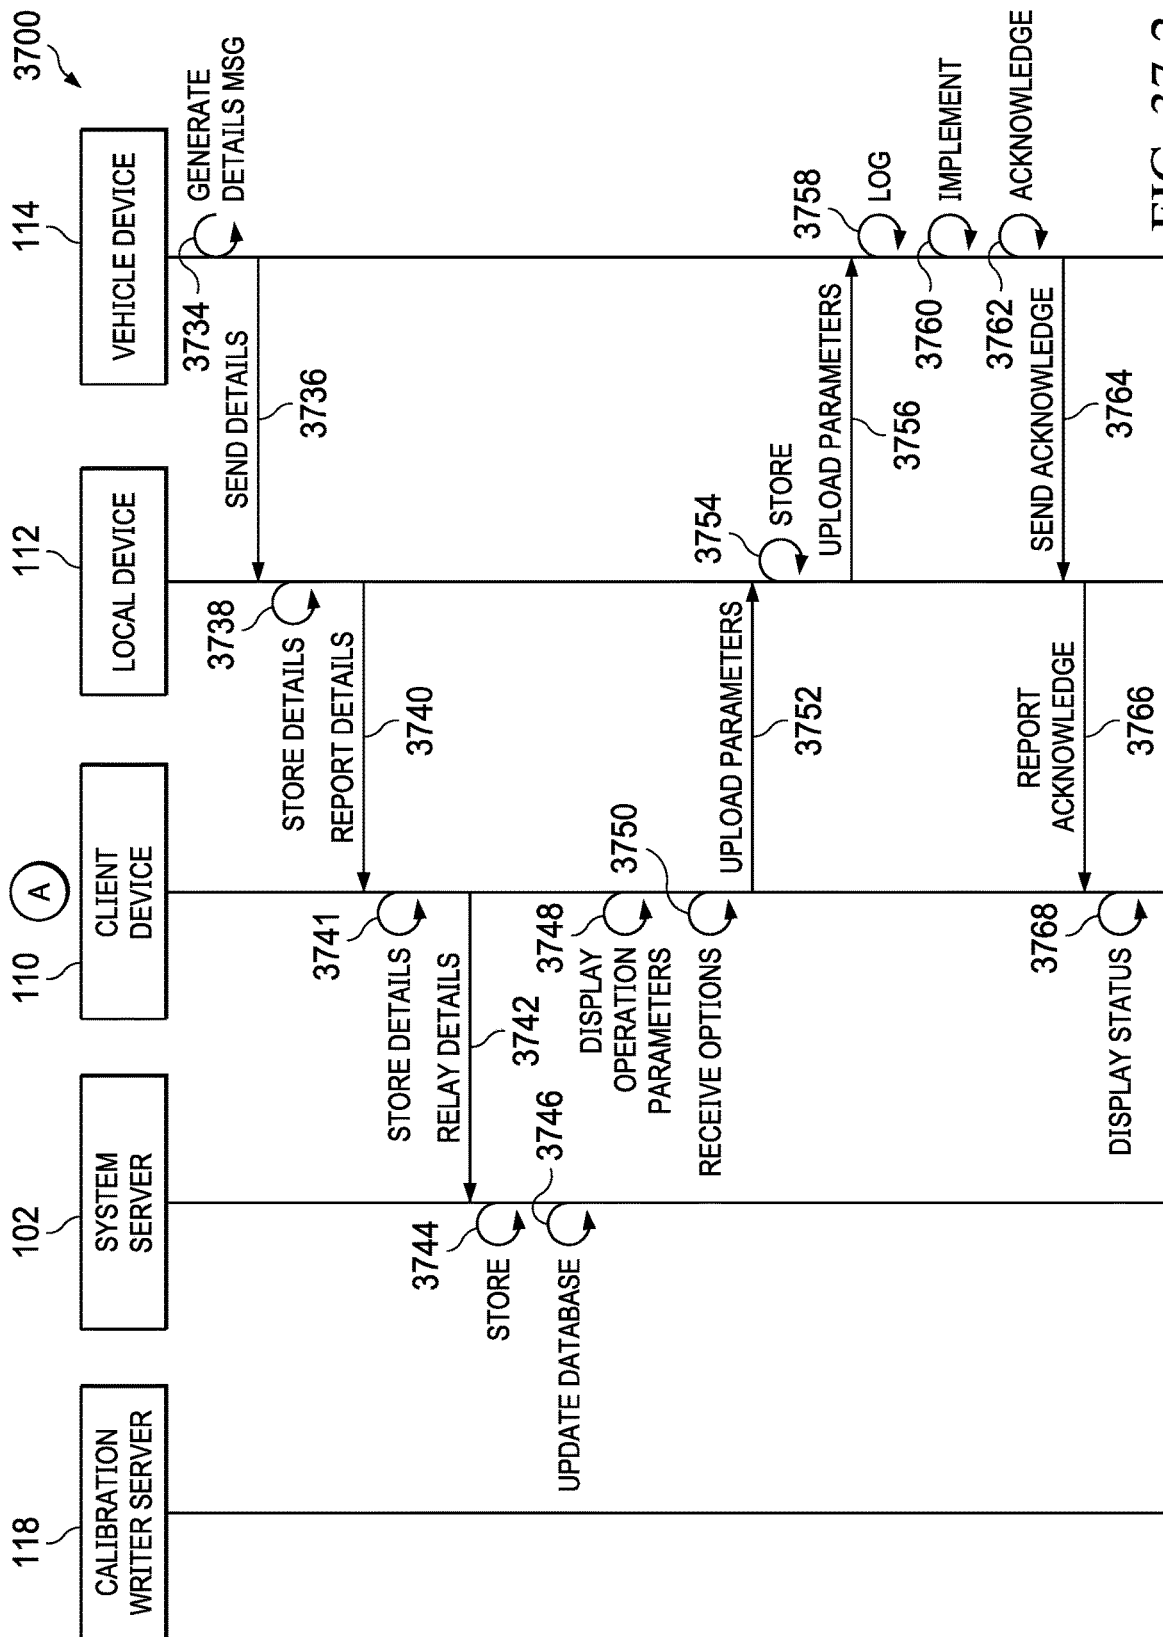 118
102
110
A
112
114
3700
CALIBRATION
WRITER SERVER
SYSTEM
SERVER
CLIENT
DEVICE
LOCAL DEVICE
VEHICLE DEVICE
3734
GENERATE
DETAILS MSG
SEND DETAILS
3736
3738
STORE DETAILS
REPORT DETAILS
3740
3741
STORE DETAILS
RELAY DETAILS
3742
3744
STORE
3746
UPDATE DATABASE
3748
DISPLAY
OPERATION
PARAMETERS
3750
RECEIVE OPTIONS
UPLOAD PARAMETERS
3752
3754
STORE
UPLOAD PARAMETERS
3756
3758
LOG
3760
IMPLEMENT
3762
ACKNOWLEDGE
SEND ACKNOWLEDGE
3764
REPORT
ACKNOWLEDGE
3766
3768
DISPLAY STATUS
FIG. 37-2